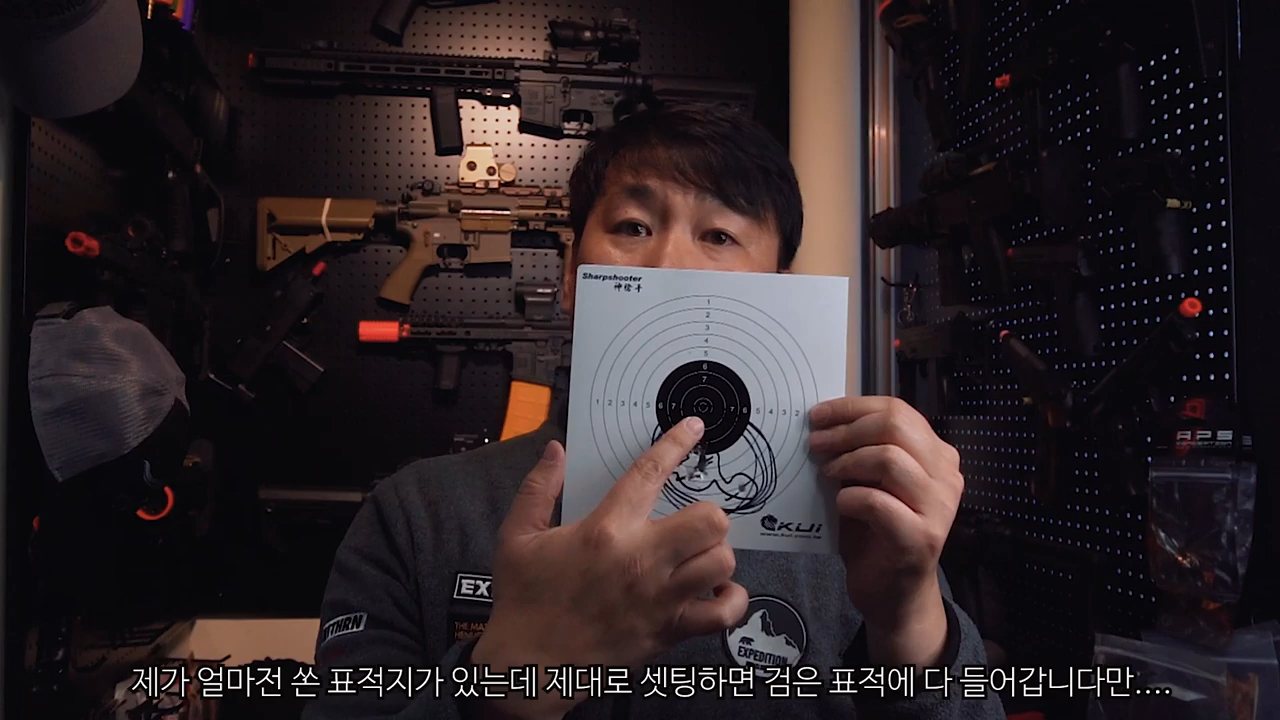 Sharpshooter
神槍手
1
2
3
4
5
6
7
1 2 3 4 5 6 7 7 6 5 4 3 2
KUI
EX
EXPEDITION
APS
제가 얼마전 쏜 표적지가 있는데 제대로 셋팅하면 검은 표적에 다 들어갑니다만....